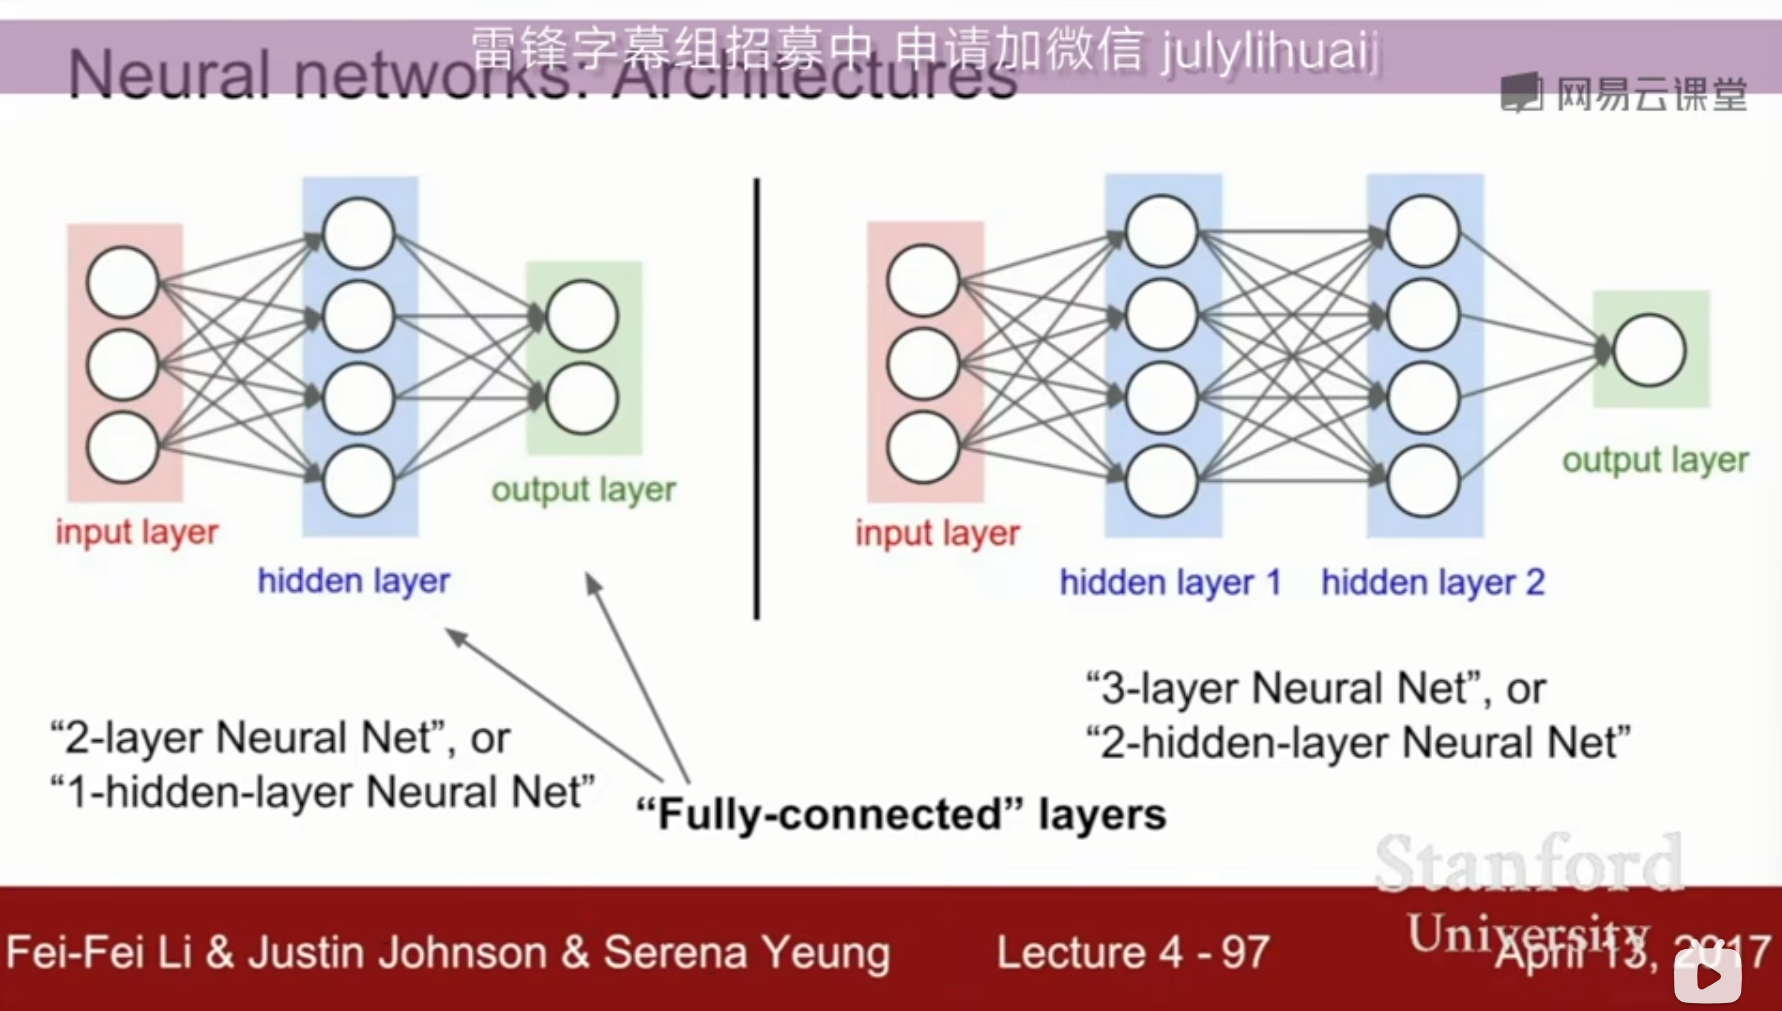 雷锋字幕组招募中 申请加微信 julylihuaij
Neural networks: Architectures
网易云课堂
input layer
hidden layer
output layer
input layer
hidden layer 1
hidden layer 2
output layer
“2-layer Neural Net”, or
“1-hidden-layer Neural Net”
“3-layer Neural Net”, or
“2-hidden-layer Neural Net”
“Fully-connected” layers
Stanford
University
Fei-Fei Li & Justin Johnson & Serena Yeung
Lecture 4 - 97
April 13, 2017